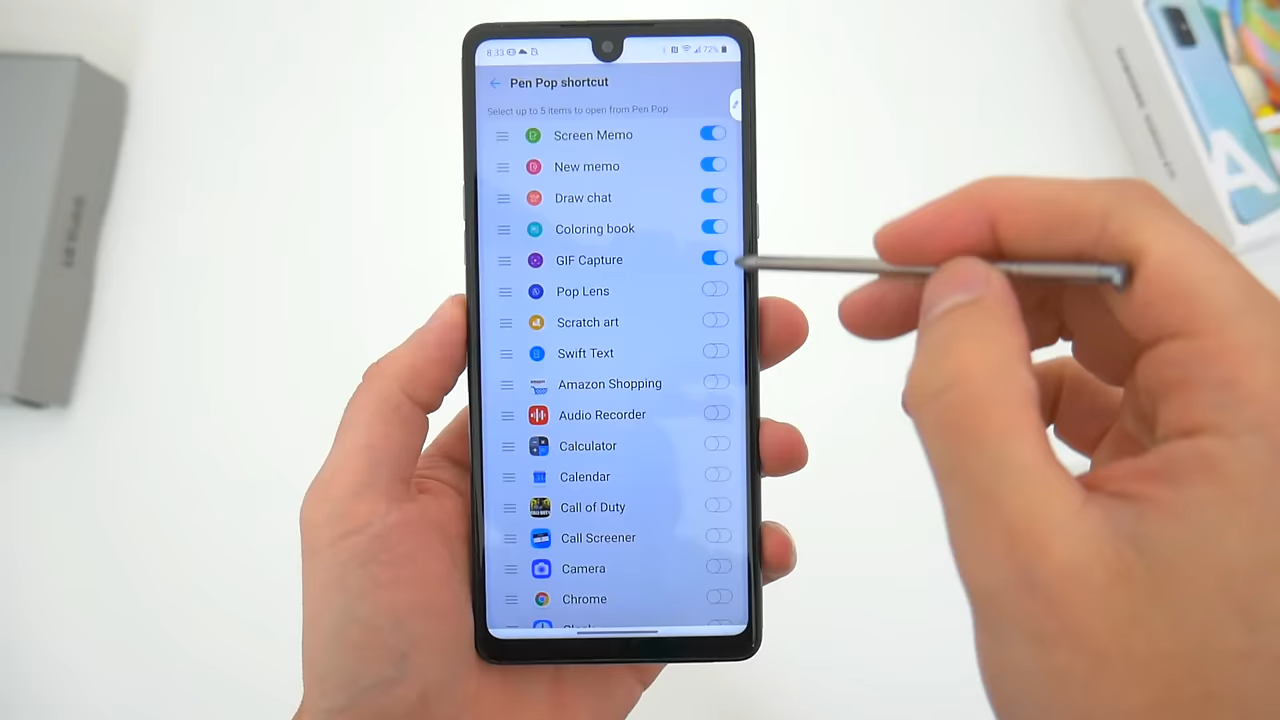 8:33 72%
Pen Pop shortcut
Select up to 5 items to open from Pen Pop
Screen Memo
New memo
Draw chat
Coloring book
GIF Capture
Pop Lens
Scratch art
Swift Text
Amazon Shopping
Audio Recorder
Calculator
Calendar
Call of Duty
Call Screener
Camera
Chrome
A